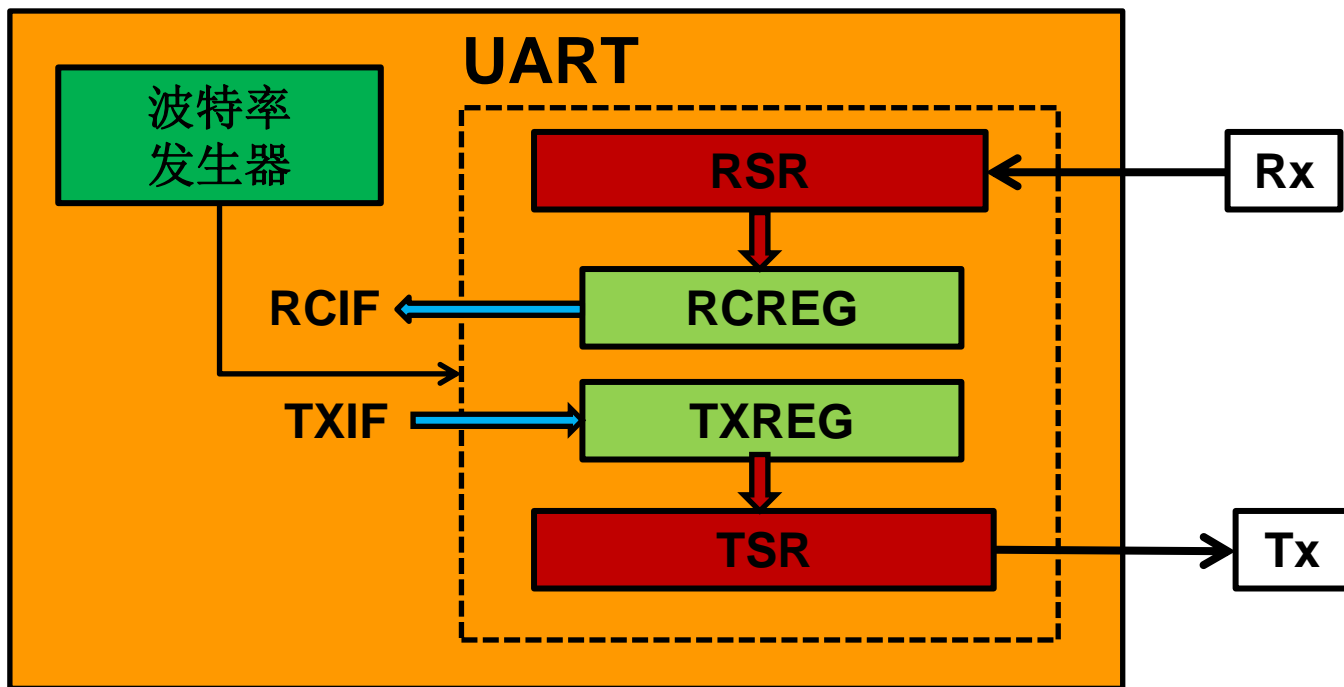 UART
波特率
发生器
RSR
Rx
RCIF
RCREG
TXIF
TXREG
TSR
Tx